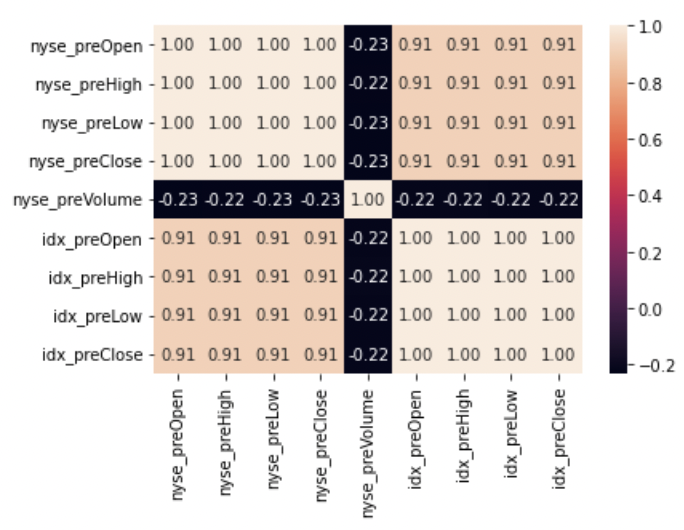 nyse_preOpen 1.00 1.00 1.00 1.00 -0.23 0.91 0.91 0.91 0.91
nyse_preHigh 1.00 1.00 1.00 1.00 -0.22 0.91 0.91 0.91 0.91
nyse_preLow 1.00 1.00 1.00 1.00 -0.23 0.91 0.91 0.91 0.91
nyse_preClose 1.00 1.00 1.00 1.00 -0.23 0.91 0.91 0.91 0.91
nyse_preVolume -0.23 -0.22 -0.23 -0.23 1.00 -0.22 -0.22 -0.22 -0.22
idx_preOpen 0.91 0.91 0.91 0.91 -0.22 1.00 1.00 1.00 1.00
idx_preHigh 0.91 0.91 0.91 0.91 -0.22 1.00 1.00 1.00 1.00
idx_preLow 0.91 0.91 0.91 0.91 -0.22 1.00 1.00 1.00 1.00
idx_preClose 0.91 0.91 0.91 0.91 -0.22 1.00 1.00 1.00 1.00
nyse_preOpen
nyse_preHigh
nyse_preLow
nyse_preClose
nyse_preVolume
idx_preOpen
idx_preHigh
idx_preLow
idx_preClose
1.0
0.8
0.6
0.4
0.2
0.0
−0.2